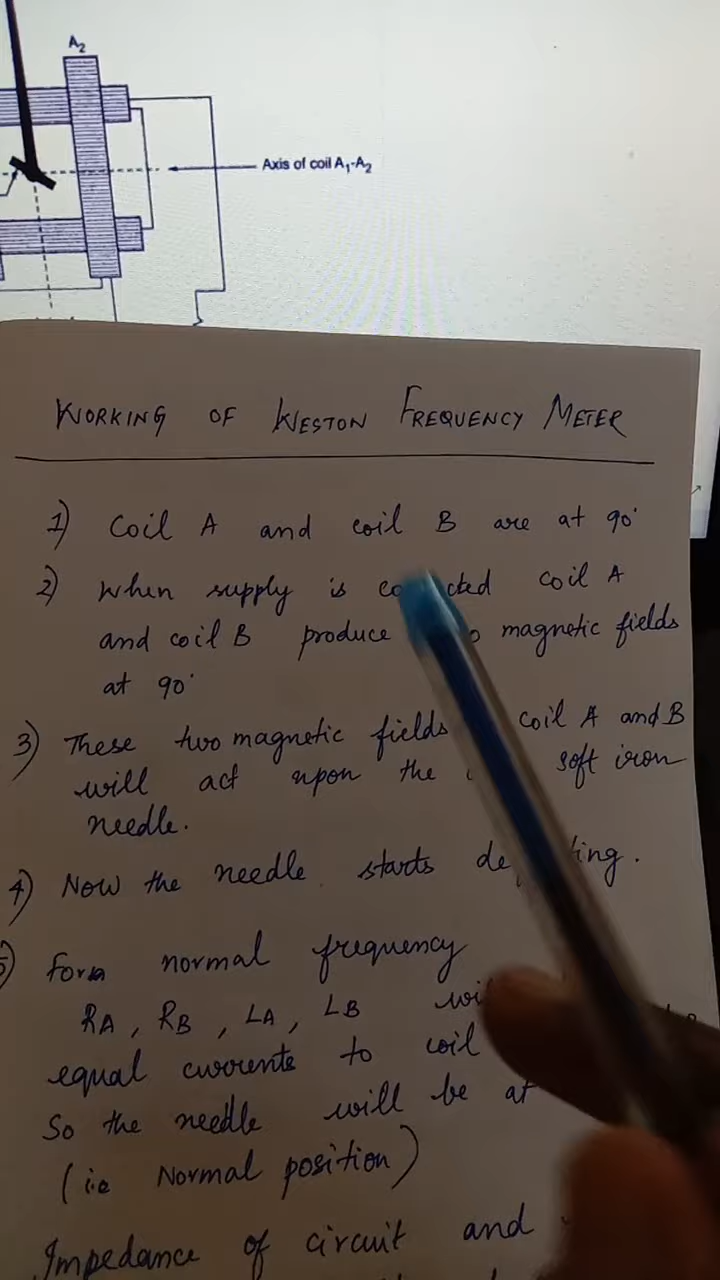 A2
Axis of coil A1-A2
WORKING OF WESTON FREQUENCY METER
1) Coil A and coil B are at 90°
2) When supply is coil A
and coil B produce magnetic fields
at 90°
3) These two magnetic fields coil A and B
will act upon the soft iron
needle.
4) Now the needle starts
5) For normal frequency
RA, RB, LA, LB
equal currents to coil
So the needle will be at
(ie Normal position)
Impedance of circuit and